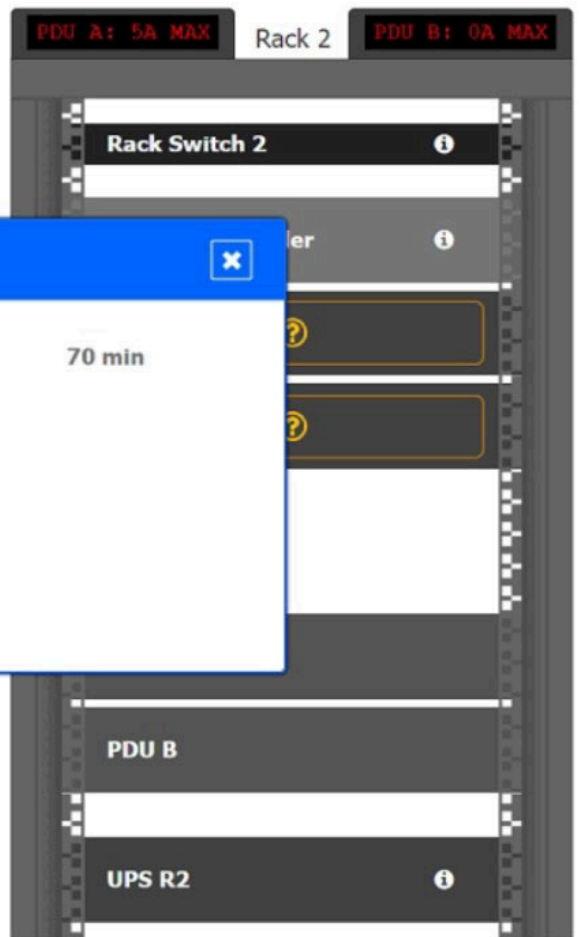 PDU A: 5A MAX
Rack 2
PDU B: 0A MAX
Rack Switch 2
ler
70 min
PDU B
UPS R2